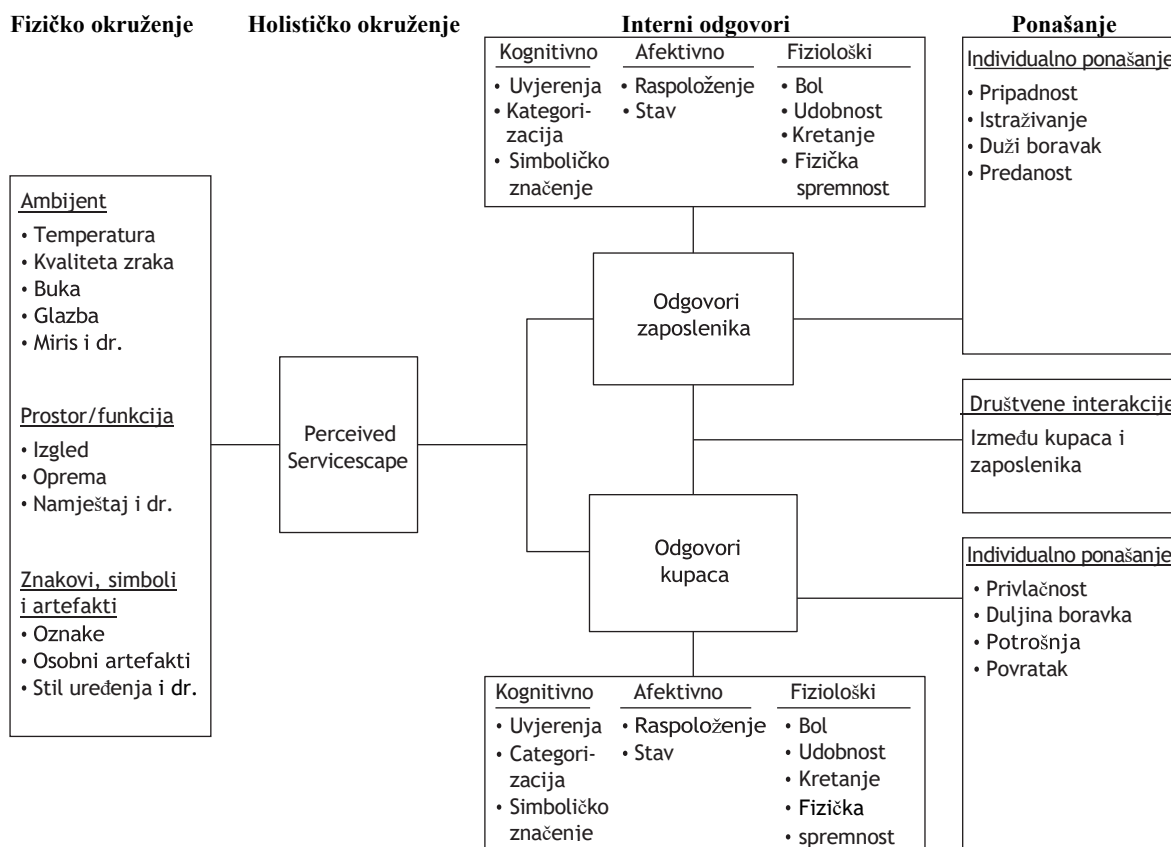 Fizičko okruženje
Holističko okruženje
Interni odgovori
Ponašanje
Ambijent
• Temperatura
• Kvaliteta zraka
• Buka
• Glazba
• Miris i dr.
Prostor/funkcija
• Izgled
• Oprema
• Namještaj i dr.
Znakovi, simboli
i artefakti
• Oznake
• Osobni artefakti
• Stil uređenja i dr.
Perceived
Servicescape
Kognitivno
• Uvjerenja
• Kategori-
zacija
• Simboličko
značenje
Afektivno
• Raspoloženje
• Stav
Fiziološki
• Bol
• Udobnost
• Kretanje
• Fizička
spremnost
Odgovori
zaposlenika
Odgovori
kupaca
Kognitivno
• Uvjerenja
• Categori-
zacija
• Simboličko
značenje
Afektivno
• Raspoloženje
• Stav
Fiziološki
• Bol
• Udobnost
• Kretanje
• Fizička
• spremnost
Individualno ponašanje
• Pripadnost
• Istraživanje
• Duži boravak
• Predanost
Društvene interakcije
Između kupaca i
zaposlenika
Individualno ponašanje
• Privlačnost
• Duljina boravka
• Potrošnja
• Povratak